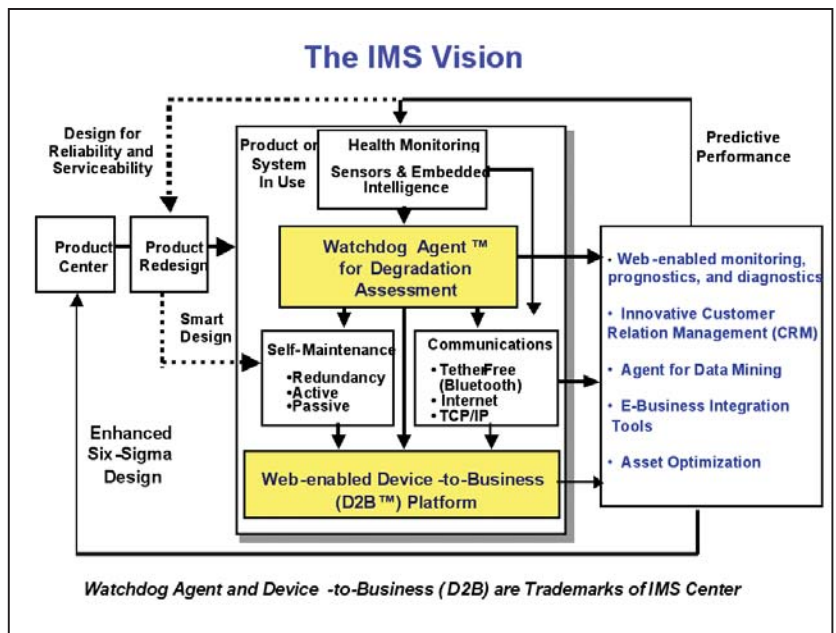 The IMS Vision
Design for
Reliability and
Serviceability
Product or
System
In Use
Health Monitoring
Sensors & Embedded
Intelligence
Predictive
Performance
Product
Center
Product
Redesign
Watchdog Agent ™
for Degradation
Assessment
Smart
Design
Self-Maintenance
•Redundancy
•Active
•Passive
Communications
• TetherFree
(Bluetooth)
• Internet
• TCP/IP
•Web-enabled monitoring,
prognostics, and diagnostics
• Innovative Customer
Relation Management (CRM)
• Agent for Data Mining
• E-Business Integration
Tools
• Asset Optimization
Enhanced
Six-Sigma
Design
Web-enabled Device -to-Business
(D2B™) Platform
Watchdog Agent and Device -to-Business (D2B) are Trademarks of IMS Center